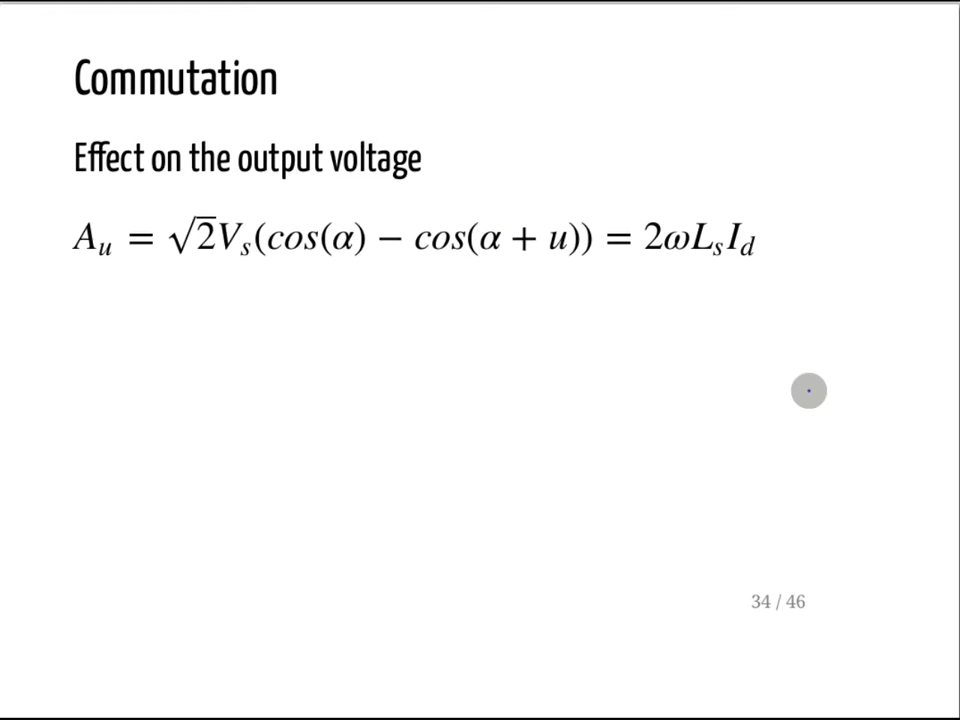 Commutation
Effect on the output voltage
A_u = √2V_s(cos(α) − cos(α + u)) = 2ωL_sI_d
34 / 46